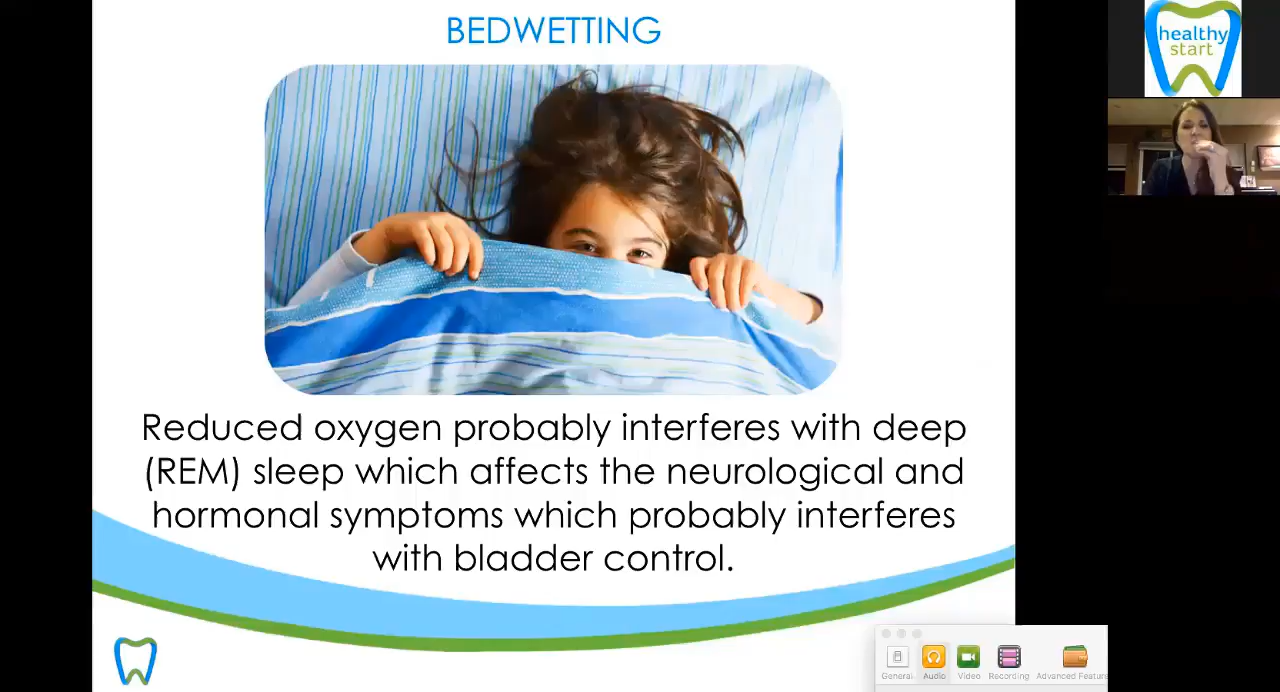 BEDWETTING
healthy
start
Reduced oxygen probably interferes with deep
(REM) sleep which affects the neurological and
hormonal symptoms which probably interferes
with bladder control.
General Audio Video Recording Advanced Feature